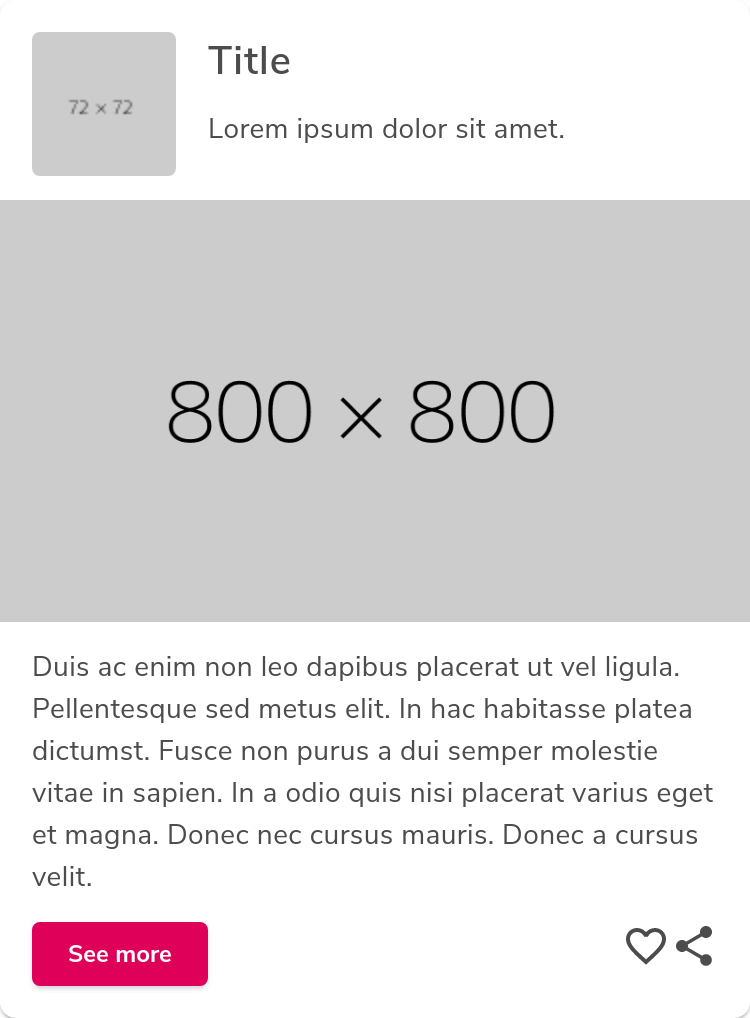 72 × 72
Title
Lorem ipsum dolor sit amet.
800 × 800
Duis ac enim non leo dapibus placerat ut vel ligula.
Pellentesque sed metus elit. In hac habitasse platea
dictumst. Fusce non purus a dui semper molestie
vitae in sapien. In a odio quis nisi placerat varius eget
et magna. Donec nec cursus mauris. Donec a cursus
velit.
See more